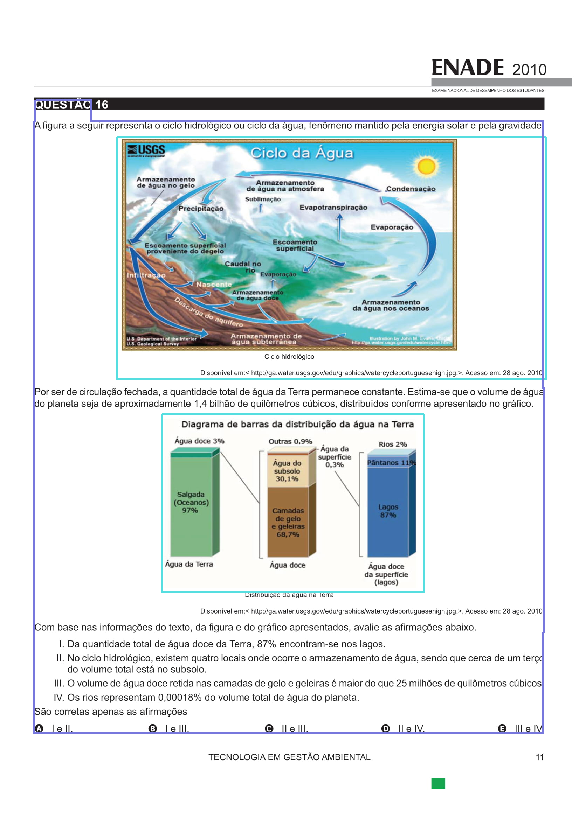 ENADE 2010
EXAME NACIONAL DE DESEMPENHO DOS ESTUDANTES
QUESTÃO 16
A figura a seguir representa o ciclo hidrológico ou ciclo da água, fenômeno mantido pela energia solar e pela gravidade.
USGS
Ciclo da Água
Armazenamento
de água no gelo
Armazenamento
de água na atmosfera
Condensação
Sublimação
Precipitação
Evapotranspiração
Evaporação
Escoamento superficial
proveniente do degelo
Escoamento
superficial
Caudal no
rio
Infiltração
Evaporação
Nascente
Armazenamento
de água doce
Armazenamento
da água nos oceanos
Descarga do aquífero
Armazenamento de
água subterrânea
U.S. Department of the Interior
U.S. Geological Survey
Ciclo hidrológico
Disponível em:< http://ga.water.usgs.gov/edu/graphics/watercycleportuguesehigh.jpg >. Acesso em: 28 ago. 2010.
Por ser de circulação fechada, a quantidade total de água da Terra permanece constante. Estima-se que o volume de água
do planeta seja de aproximadamente 1,4 bilhão de quilômetros cúbicos, distribuídos conforme apresentado no gráfico.
Diagrama de barras da distribuição da água na Terra
Água doce 3%
Outras 0,9%
Água da
superfície
0,3%
Rios 2%
Água do
subsolo
30,1%
Pântanos 11%
Salgada
(Oceanos)
97%
Camadas
de gelo
e geleiras
68,7%
Lagos
87%
Água da Terra
Água doce
Água doce
da superfície
(lagos)
Distribuição da água na Terra
Disponível em:< http://ga.water.usgs.gov/edu/graphics/watercycleportuguesehigh.jpg >. Acesso em: 28 ago. 2010.
Com base nas informações do texto, da figura e do gráfico apresentados, avalie as afirmações abaixo.
I. Da quantidade total de água doce da Terra, 87% encontram-se nos lagos.
II. No ciclo hidrológico, existem quatro locais onde ocorre o armazenamento de água, sendo que cerca de um terço
do volume total está no subsolo.
III. O volume de água doce retida nas camadas de gelo e geleiras é maior do que 25 milhões de quilômetros cúbicos.
IV. Os rios representam 0,00018% do volume total de água do planeta.
São corretas apenas as afirmações
A I e II. B I e III. C II e III. D II e IV. E III e IV
TECNOLOGIA EM GESTÃO AMBIENTAL 11